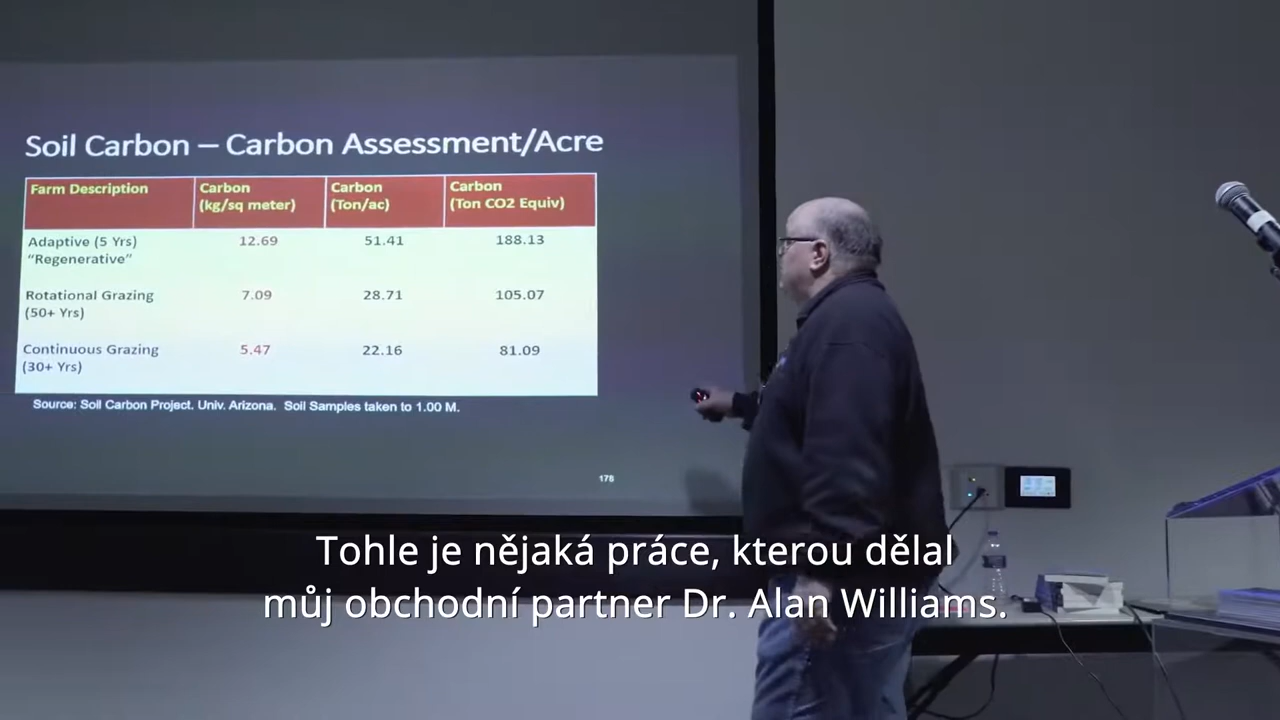 Soil Carbon – Carbon Assessment/Acre
Farm Description
Carbon (kg/sq meter)
Carbon (Ton/ac)
Carbon (Ton CO2 Equiv)
Adaptive (5 Yrs) “Regenerative” 12.69 51.41 188.13
Rotational Grazing (50+ Yrs) 7.09 28.71 105.07
Continuous Grazing (30+ Yrs) 5.47 22.16 81.09
Source: Soil Carbon Project. Univ. Arizona. Soil Samples taken to 1.00 M.
178
Tohle je nějaká práce, kterou dělal
můj obchodní partner Dr. Alan Williams.